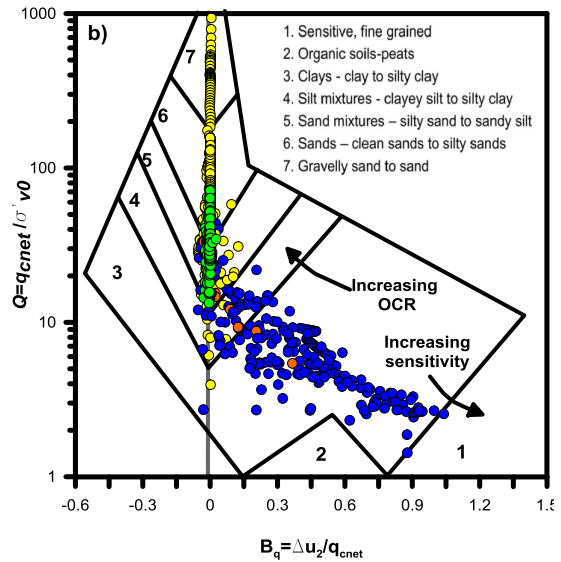 1000
b)
1. Sensitive, fine grained
2. Organic soils-peats
3. Clays - clay to silty clay
4. Silt mixtures - clayey silt to silty clay
5. Sand mixtures – silty sand to sandy silt
6. Sands – clean sands to silty sands
7. Gravelly sand to sand
7
6
5
4
3
100
Q=qcnet/σ'v0
Increasing
OCR
10
Increasing
sensitivity
2
1
1
-0.6 -0.3 0 0.3 0.6 0.9 1.2
Bq=Δu2/qcnet